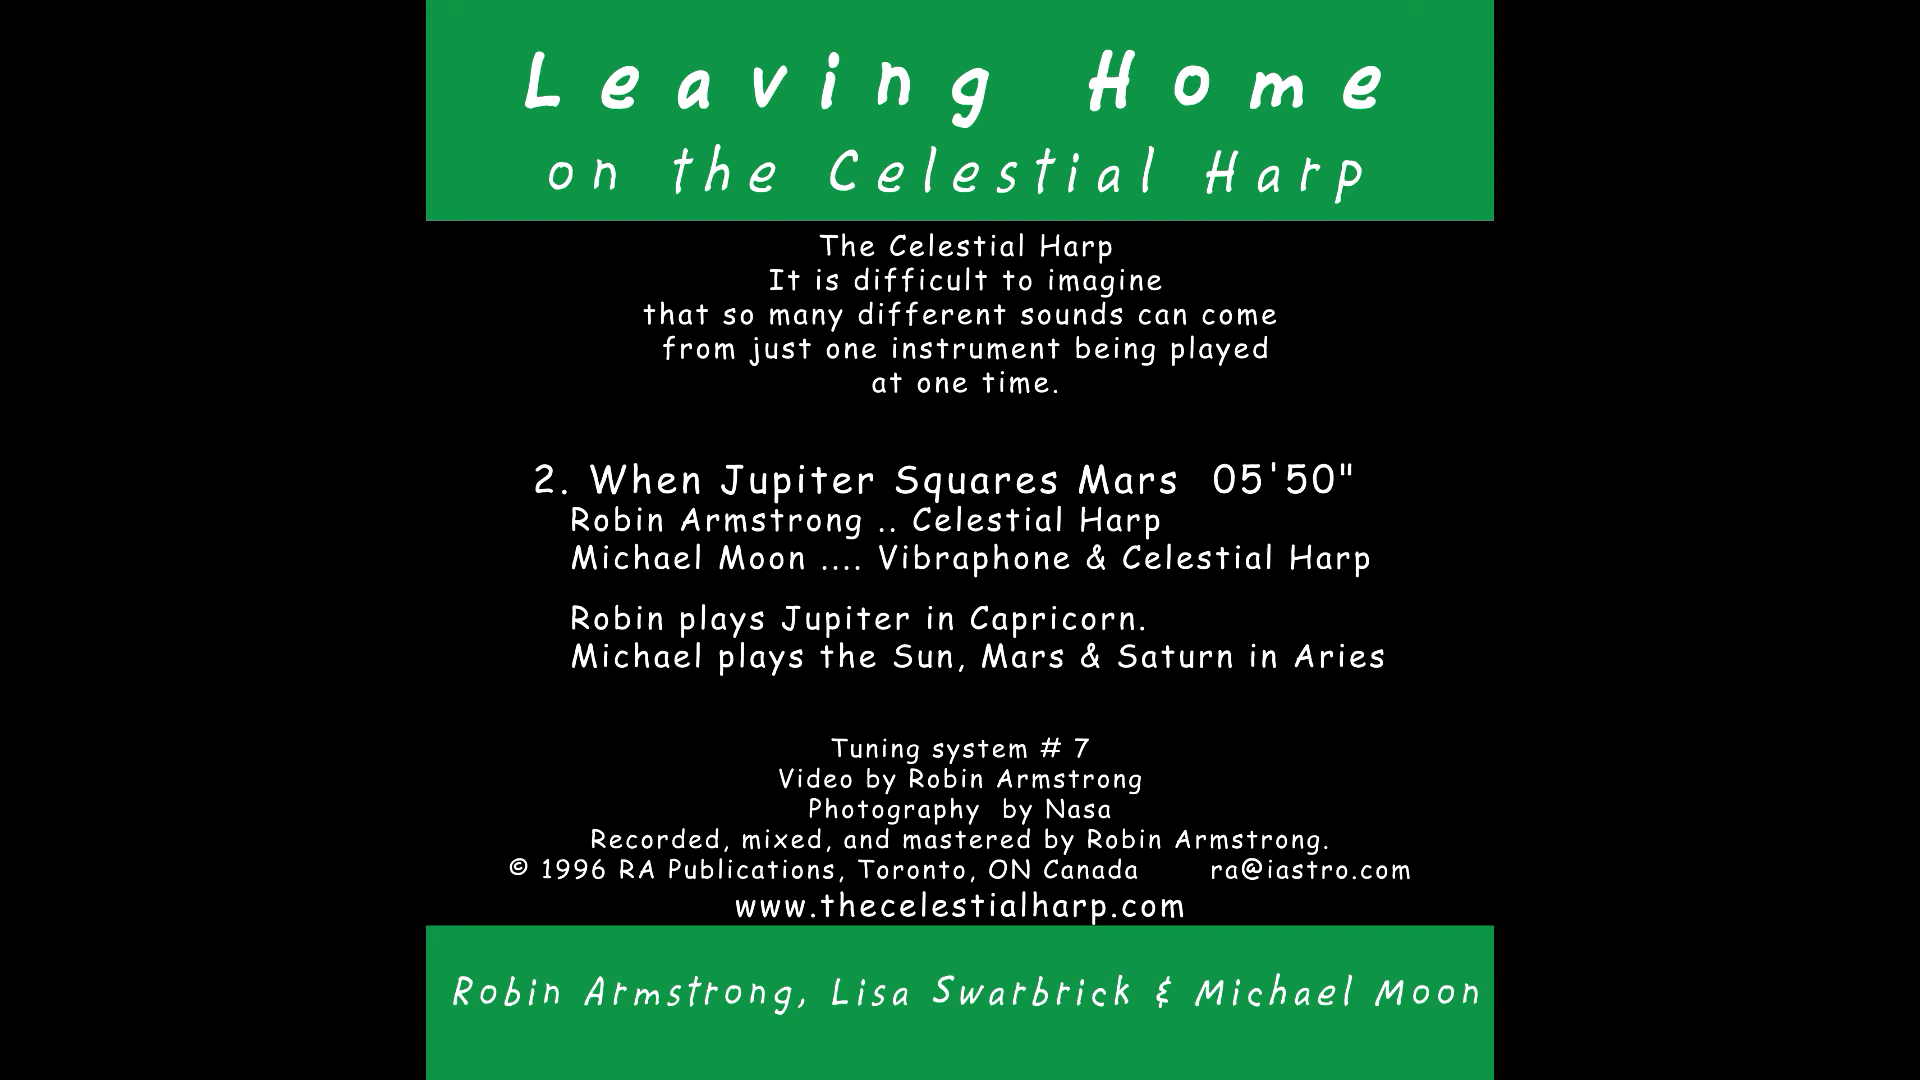 Leaving Home
on the Celestial Harp
The Celestial Harp
It is difficult to imagine
that so many different sounds can come
from just one instrument being played
at one time.
2. When Jupiter Squares Mars  05'50"
Robin Armstrong .. Celestial Harp
Michael Moon .... Vibraphone & Celestial Harp
Robin plays Jupiter in Capricorn.
Michael plays the Sun, Mars & Saturn in Aries
Tuning system # 7
Video by Robin Armstrong
Photography  by Nasa
Recorded, mixed, and mastered by Robin Armstrong.
© 1996 RA Publications, Toronto, ON Canada ra@iastro.com
www.thecelestialharp.com
Robin Armstrong, Lisa Swarbrick & Michael Moon